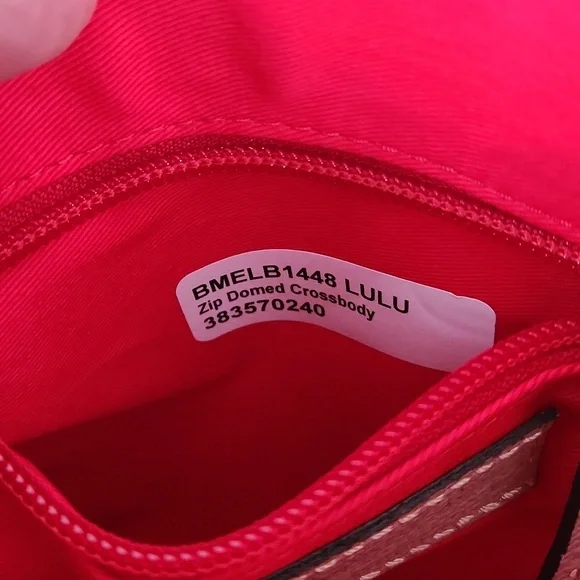 BMELB1448 LULU
Zip Domed Crossbody
383570240